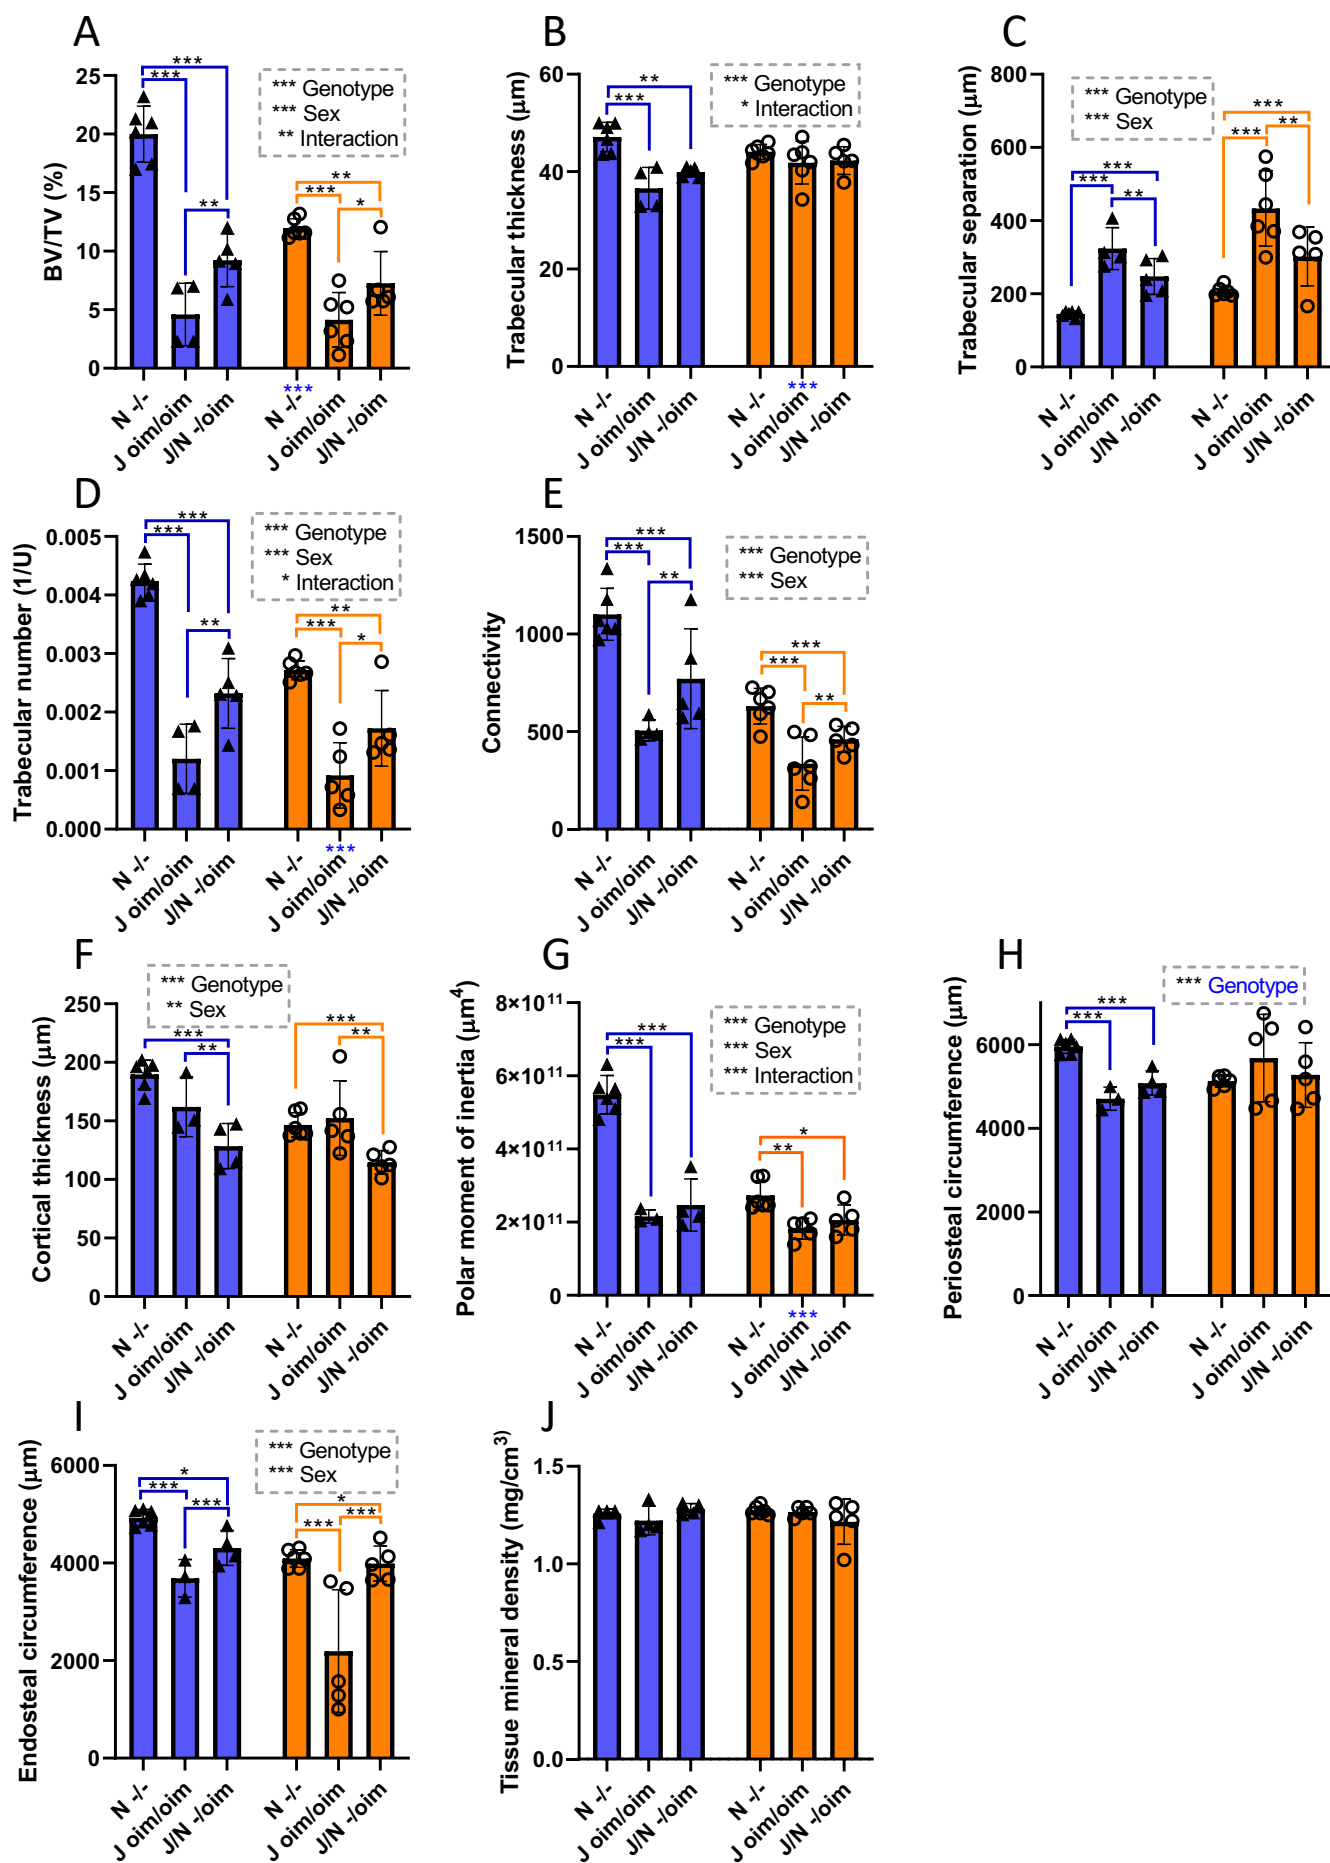 A
BV/TV (%)
25
20
15
10
5
0
***
***
**
**
***
*
*** Genotype
*** Sex
** Interaction
***
N -/-
J oim/oim
J/N -/oim
N -/-
J oim/oim
J/N -/oim
B
Trabecular thickness (μm)
60
40
20
0
**
***
*** Genotype
* Interaction
***
N -/-
J oim/oim
J/N -/oim
N -/-
J oim/oim
J/N -/oim
C
Trabecular separation (μm)
800
600
400
200
0
*** Genotype
*** Sex
***
***
**
***
***
**
N -/-
J oim/oim
J/N -/oim
N -/-
J oim/oim
J/N -/oim
D
Trabecular number (1/U)
0.005
0.004
0.003
0.002
0.001
0.000
***
***
**
**
***
*
*** Genotype
*** Sex
* Interaction
***
N -/-
J oim/oim
J/N -/oim
N -/-
J oim/oim
J/N -/oim
E
Connectivity
1500
1000
500
0
***
***
**
***
***
**
*** Genotype
*** Sex
N -/-
J oim/oim
J/N -/oim
N -/-
J oim/oim
J/N -/oim
F
Cortical thickness (μm)
250
200
150
100
50
0
*** Genotype
** Sex
***
**
***
**
N -/-
J oim/oim
J/N -/oim
N -/-
J oim/oim
J/N -/oim
G
Polar moment of inertia (μm⁴)
8×10¹¹
6×10¹¹
4×10¹¹
2×10¹¹
0
***
***
*
**
*** Genotype
*** Sex
*** Interaction
***
N -/-
J oim/oim
J/N -/oim
N -/-
J oim/oim
J/N -/oim
H
Periosteal circumference (μm)
6000
4000
2000
0
***
***
*** Genotype
N -/-
J oim/oim
J/N -/oim
N -/-
J oim/oim
J/N -/oim
I
Endosteal circumference (μm)
6000
4000
2000
0
*
***
***
*
***
***
*** Genotype
*** Sex
N -/-
J oim/oim
J/N -/oim
N -/-
J oim/oim
J/N -/oim
J
Tissue mineral density (mg/cm³)
1.5
1.0
0.5
0.0
N -/-
J oim/oim
J/N -/oim
N -/-
J oim/oim
J/N -/oim